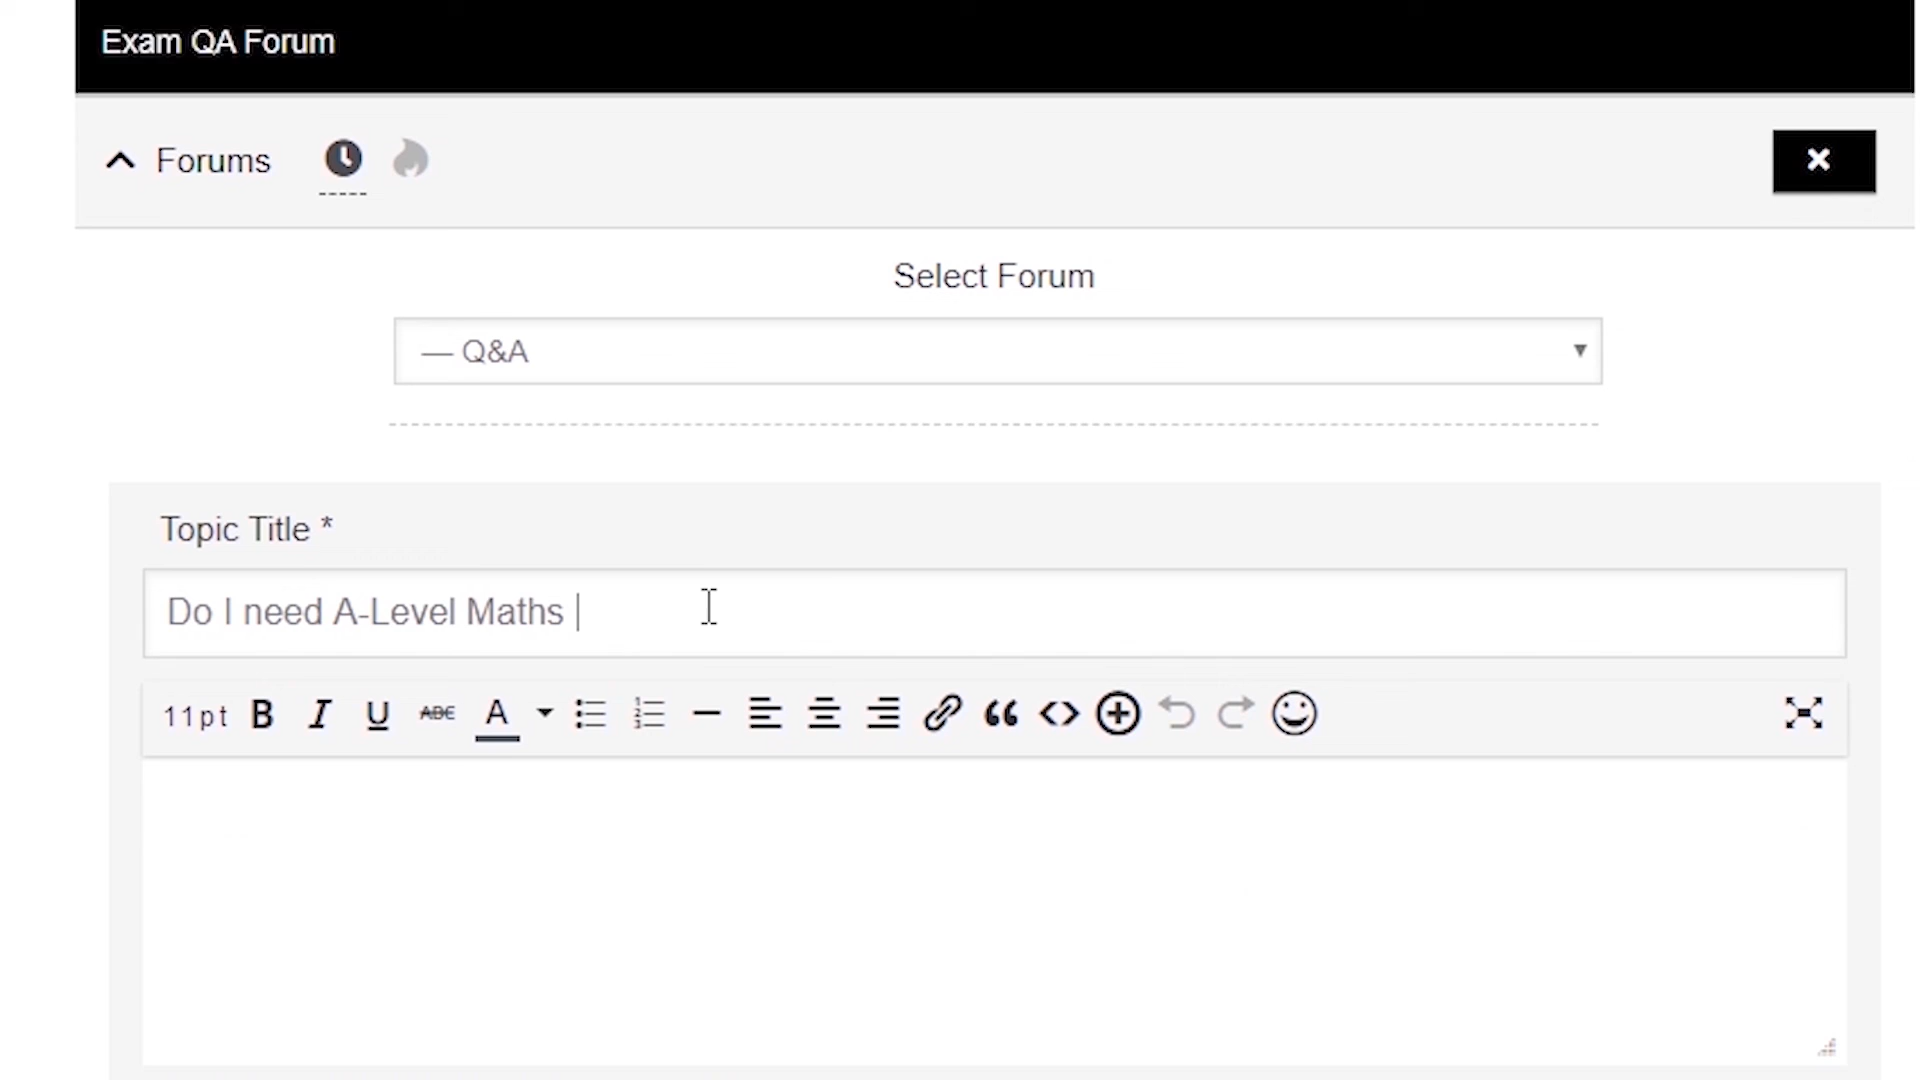 Exam QA Forum
Forums
Select Forum
— Q&A
Topic Title *
Do I need A-Level Maths
11pt B I U ABC A